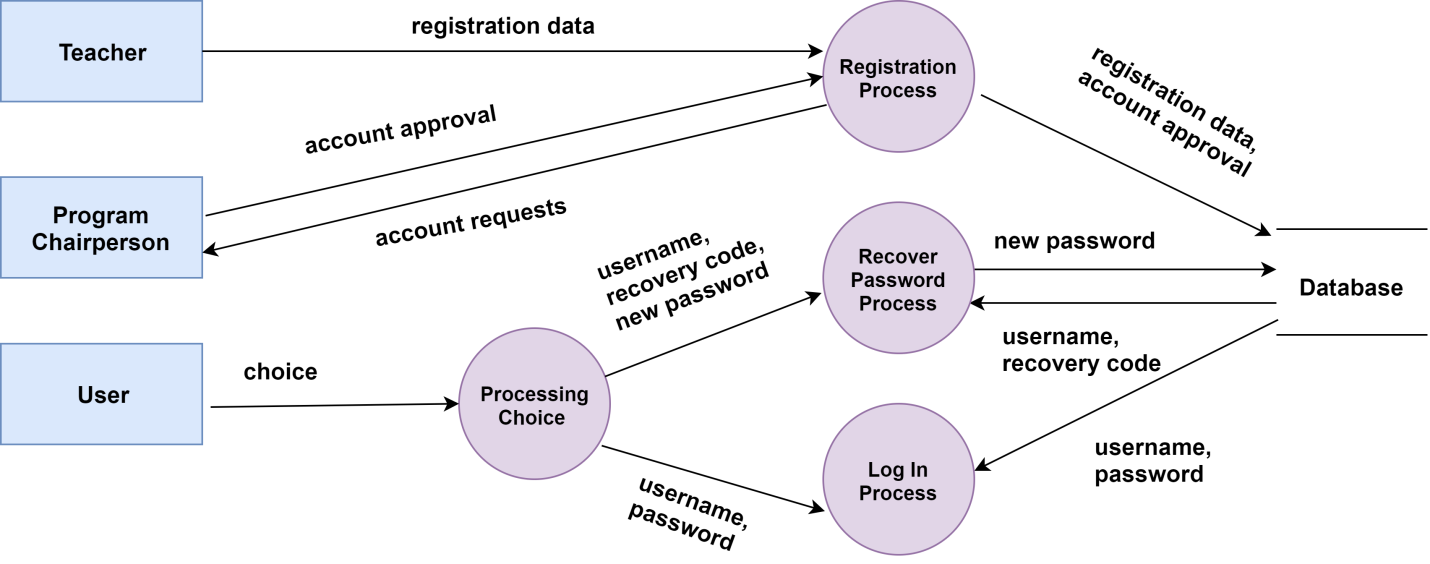 Teacher
registration data
Registration
Process
registration data,
account approval
account approval
account requests
Program
Chairperson
username,
recovery code,
new password
Recover
Password
Process
new password
Database
username,
recovery code
User
choice
Processing
Choice
username,
password
Log In
Process
username,
password